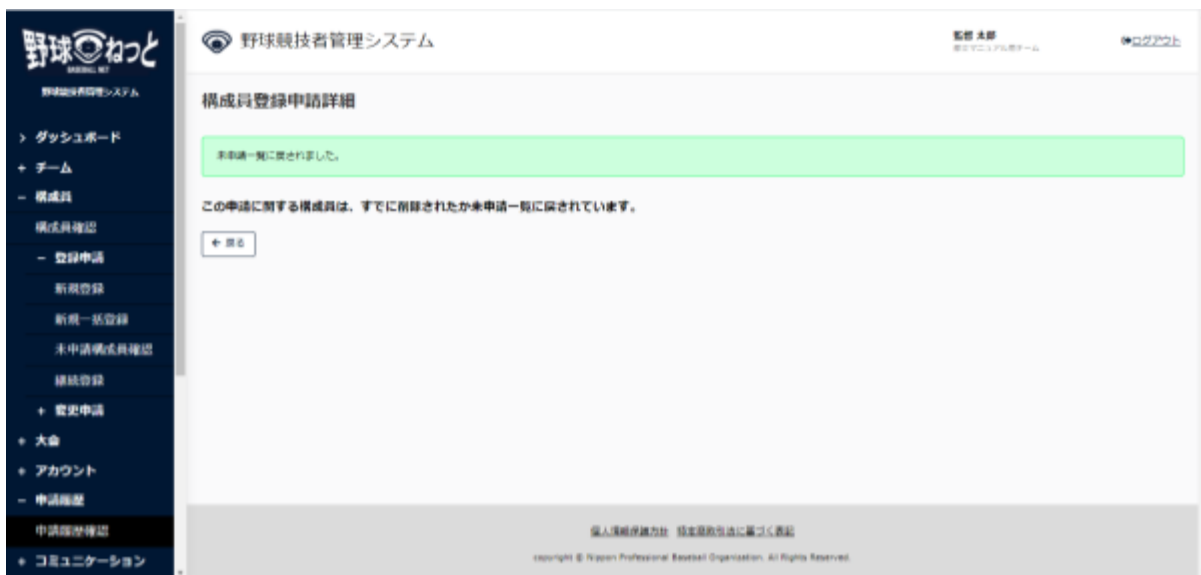 野球ねっと
BASEBALL NET
野球競技者管理システム
> ダッシュボード
+ チーム
− 構成員
構成員確認
− 登録申請
新規登録
新規一括登録
未申請構成員確認
継続登録
+ 変更申請
+ 大会
+ アカウント
− 申請履歴
申請履歴確認
+ コミュニケーション
野球競技者管理システム
監督 太郎
ログアウト
構成員登録申請詳細
未申請一覧に戻されました。
この申請に関する構成員は、すでに削除されたか未申請一覧に戻されています。
← 戻る
個人情報保護方針 特定商取引法に基づく表記
copyright © Nippon Professional Baseball Organization. All Rights Reserved.